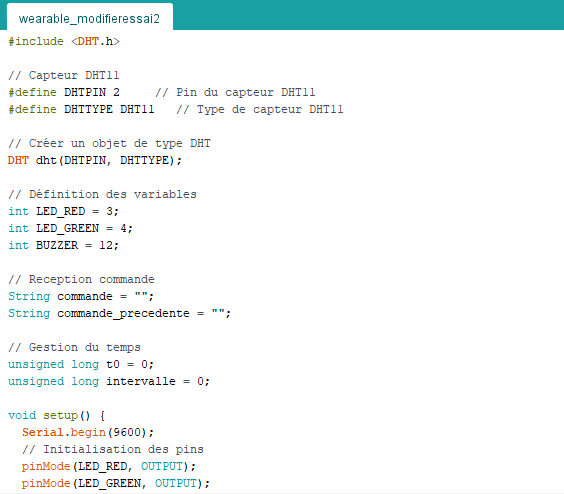 wearable_modifieressai2
#include <DHT.h>
// Capteur DHT11
#define DHTPIN 2     // Pin du capteur DHT11
#define DHTTYPE DHT11   // Type de capteur DHT11
// Créer un objet de type DHT
DHT dht(DHTPIN, DHTTYPE);
// Définition des variables
int LED_RED = 3;
int LED_GREEN = 4;
int BUZZER = 12;
// Reception commande
String commande = "";
String commande_precedente = "";
// Gestion du temps
unsigned long t0 = 0;
unsigned long intervalle = 0;
void setup() {
  Serial.begin(9600);
  // Initialisation des pins
  pinMode(LED_RED, OUTPUT);
  pinMode(LED_GREEN, OUTPUT);